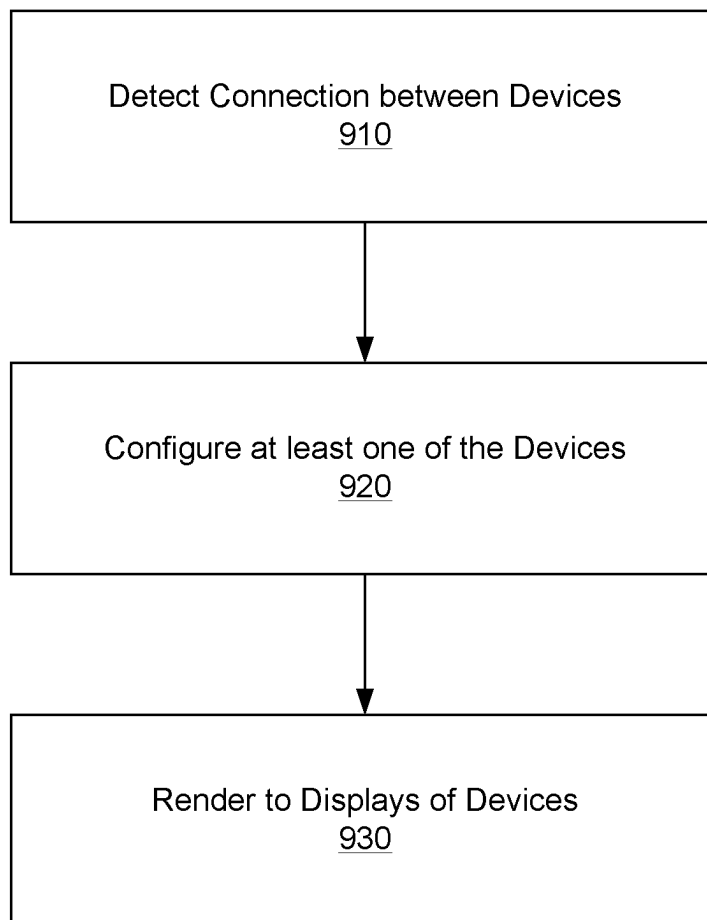 Detect Connection between Devices
910
Configure at least one of the Devices
920
Render to Displays of Devices
930